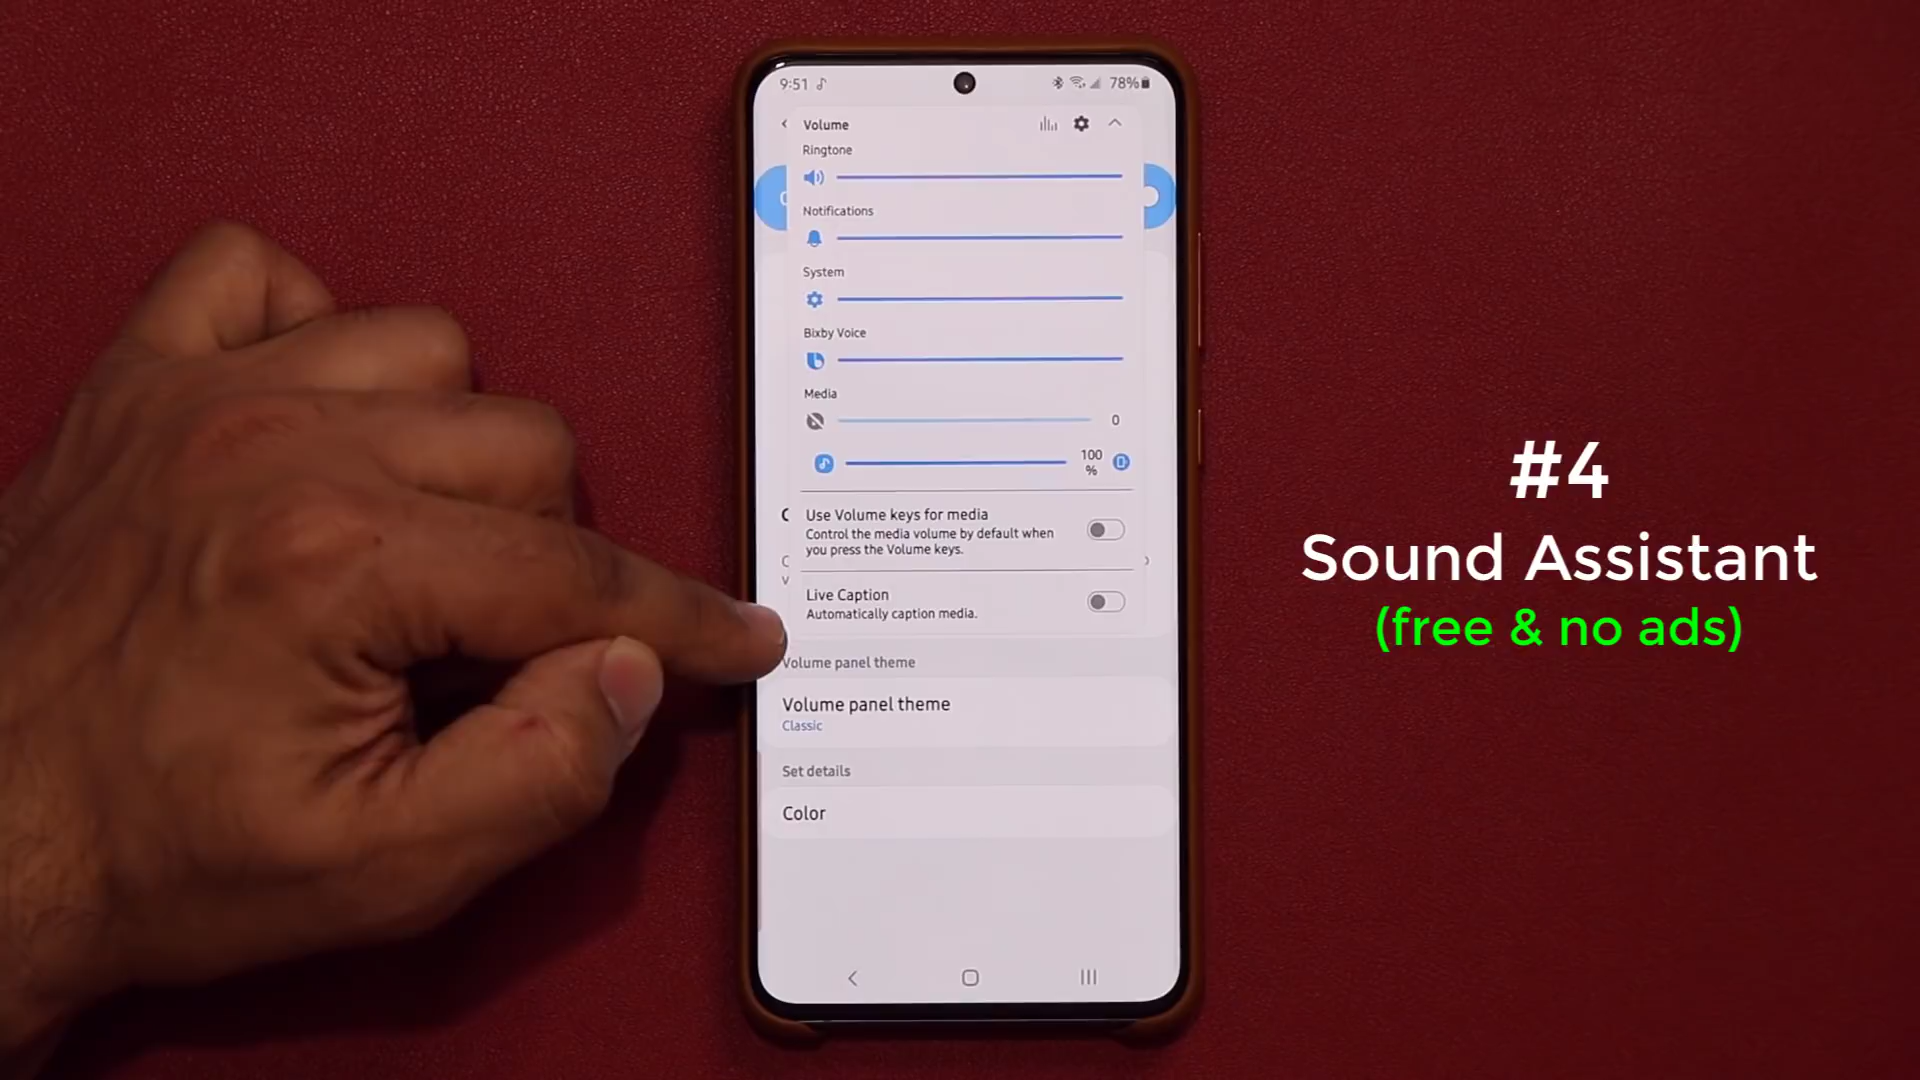 9:51
78%
Volume
Ringtone
Notifications
System
Bixby Voice
Media
0
100
%
Use Volume keys for media
Control the media volume by default when
you press the Volume keys.
Live Caption
Automatically caption media.
Volume panel theme
Volume panel theme
Classic
Set details
Color
#4
Sound Assistant
(free & no ads)